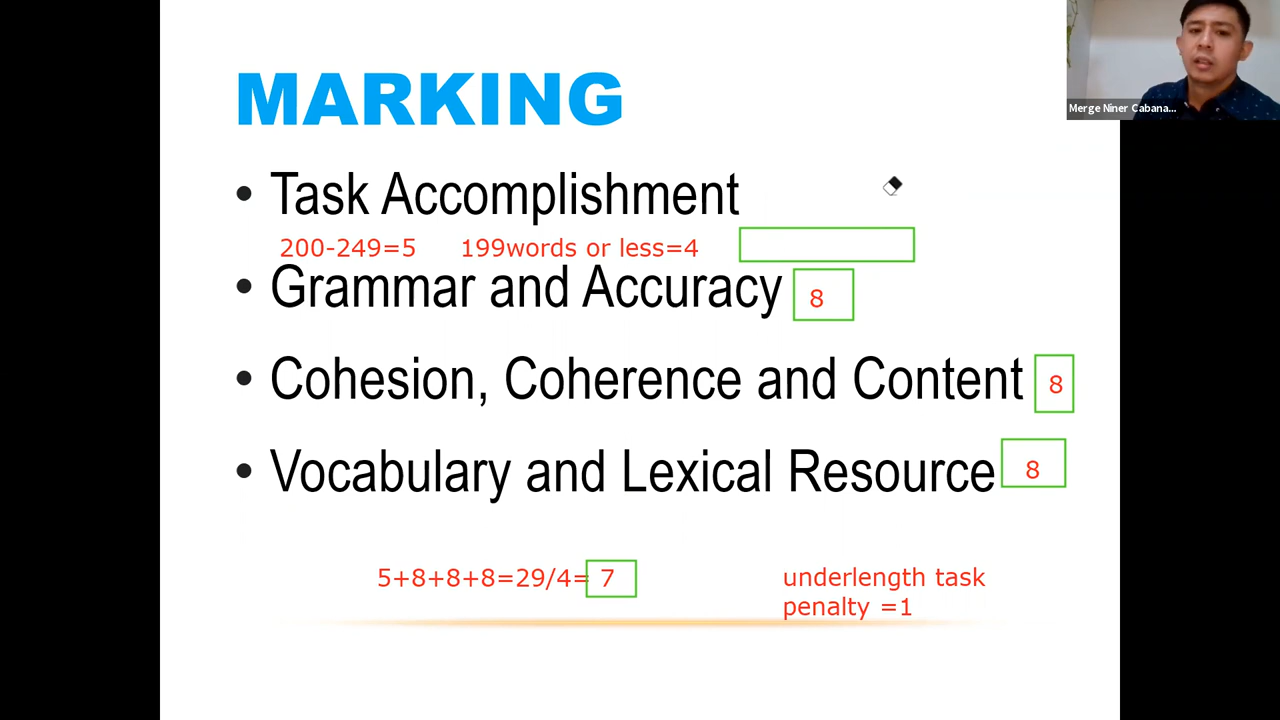 MARKING
Merge Niner Cabana...
• Task Accomplishment
200-249=5 199words or less=4
• Grammar and Accuracy 8
• Cohesion, Coherence and Content 8
• Vocabulary and Lexical Resource 8
5+8+8+8=29/4= 7
underlength task
penalty =1